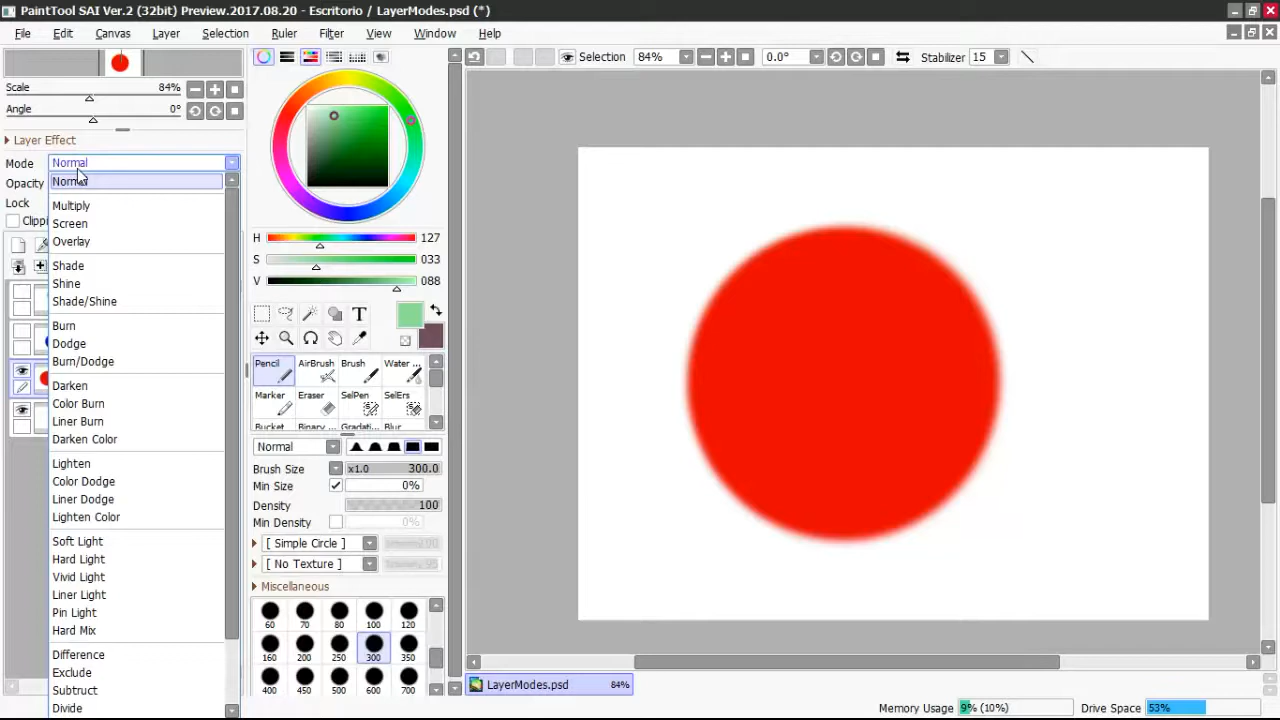 PaintTool SAI Ver.2 (32bit) Preview.2017.08.20 - Escritorio / LayerModes.psd (*)
File Edit Canvas Layer Selection Ruler Filter View Window Help
Selection 84% 0.0° Stabilizer 15
Scale 84%
Angle 0°
Layer Effect
Mode Normal
Opacity
Lock
Normal
Multiply
Screen
Overlay
Shade
Shine
Shade/Shine
Burn
Dodge
Burn/Dodge
Darken
Color Burn
Liner Burn
Darken Color
Lighten
Color Dodge
Liner Dodge
Lighten Color
Soft Light
Hard Light
Vivid Light
Liner Light
Pin Light
Hard Mix
Difference
Exclude
Subtract
Divide
H 127
S 033
V 088
T
Pencil AirBrush Brush Water ...
Marker Eraser SelPen SelErs
Bucket Binary ... Gradati... Blur
Normal
Brush Size x1.0 300.0
Min Size 0%
Density 100
Min Density 0%
[ Simple Circle ]
[ No Texture ]
Miscellaneous
60 70 80 100 120
160 200 250 300 350
400 450 500 600 700
LayerModes.psd 84%
Memory Usage 9% (10%) Drive Space 53%